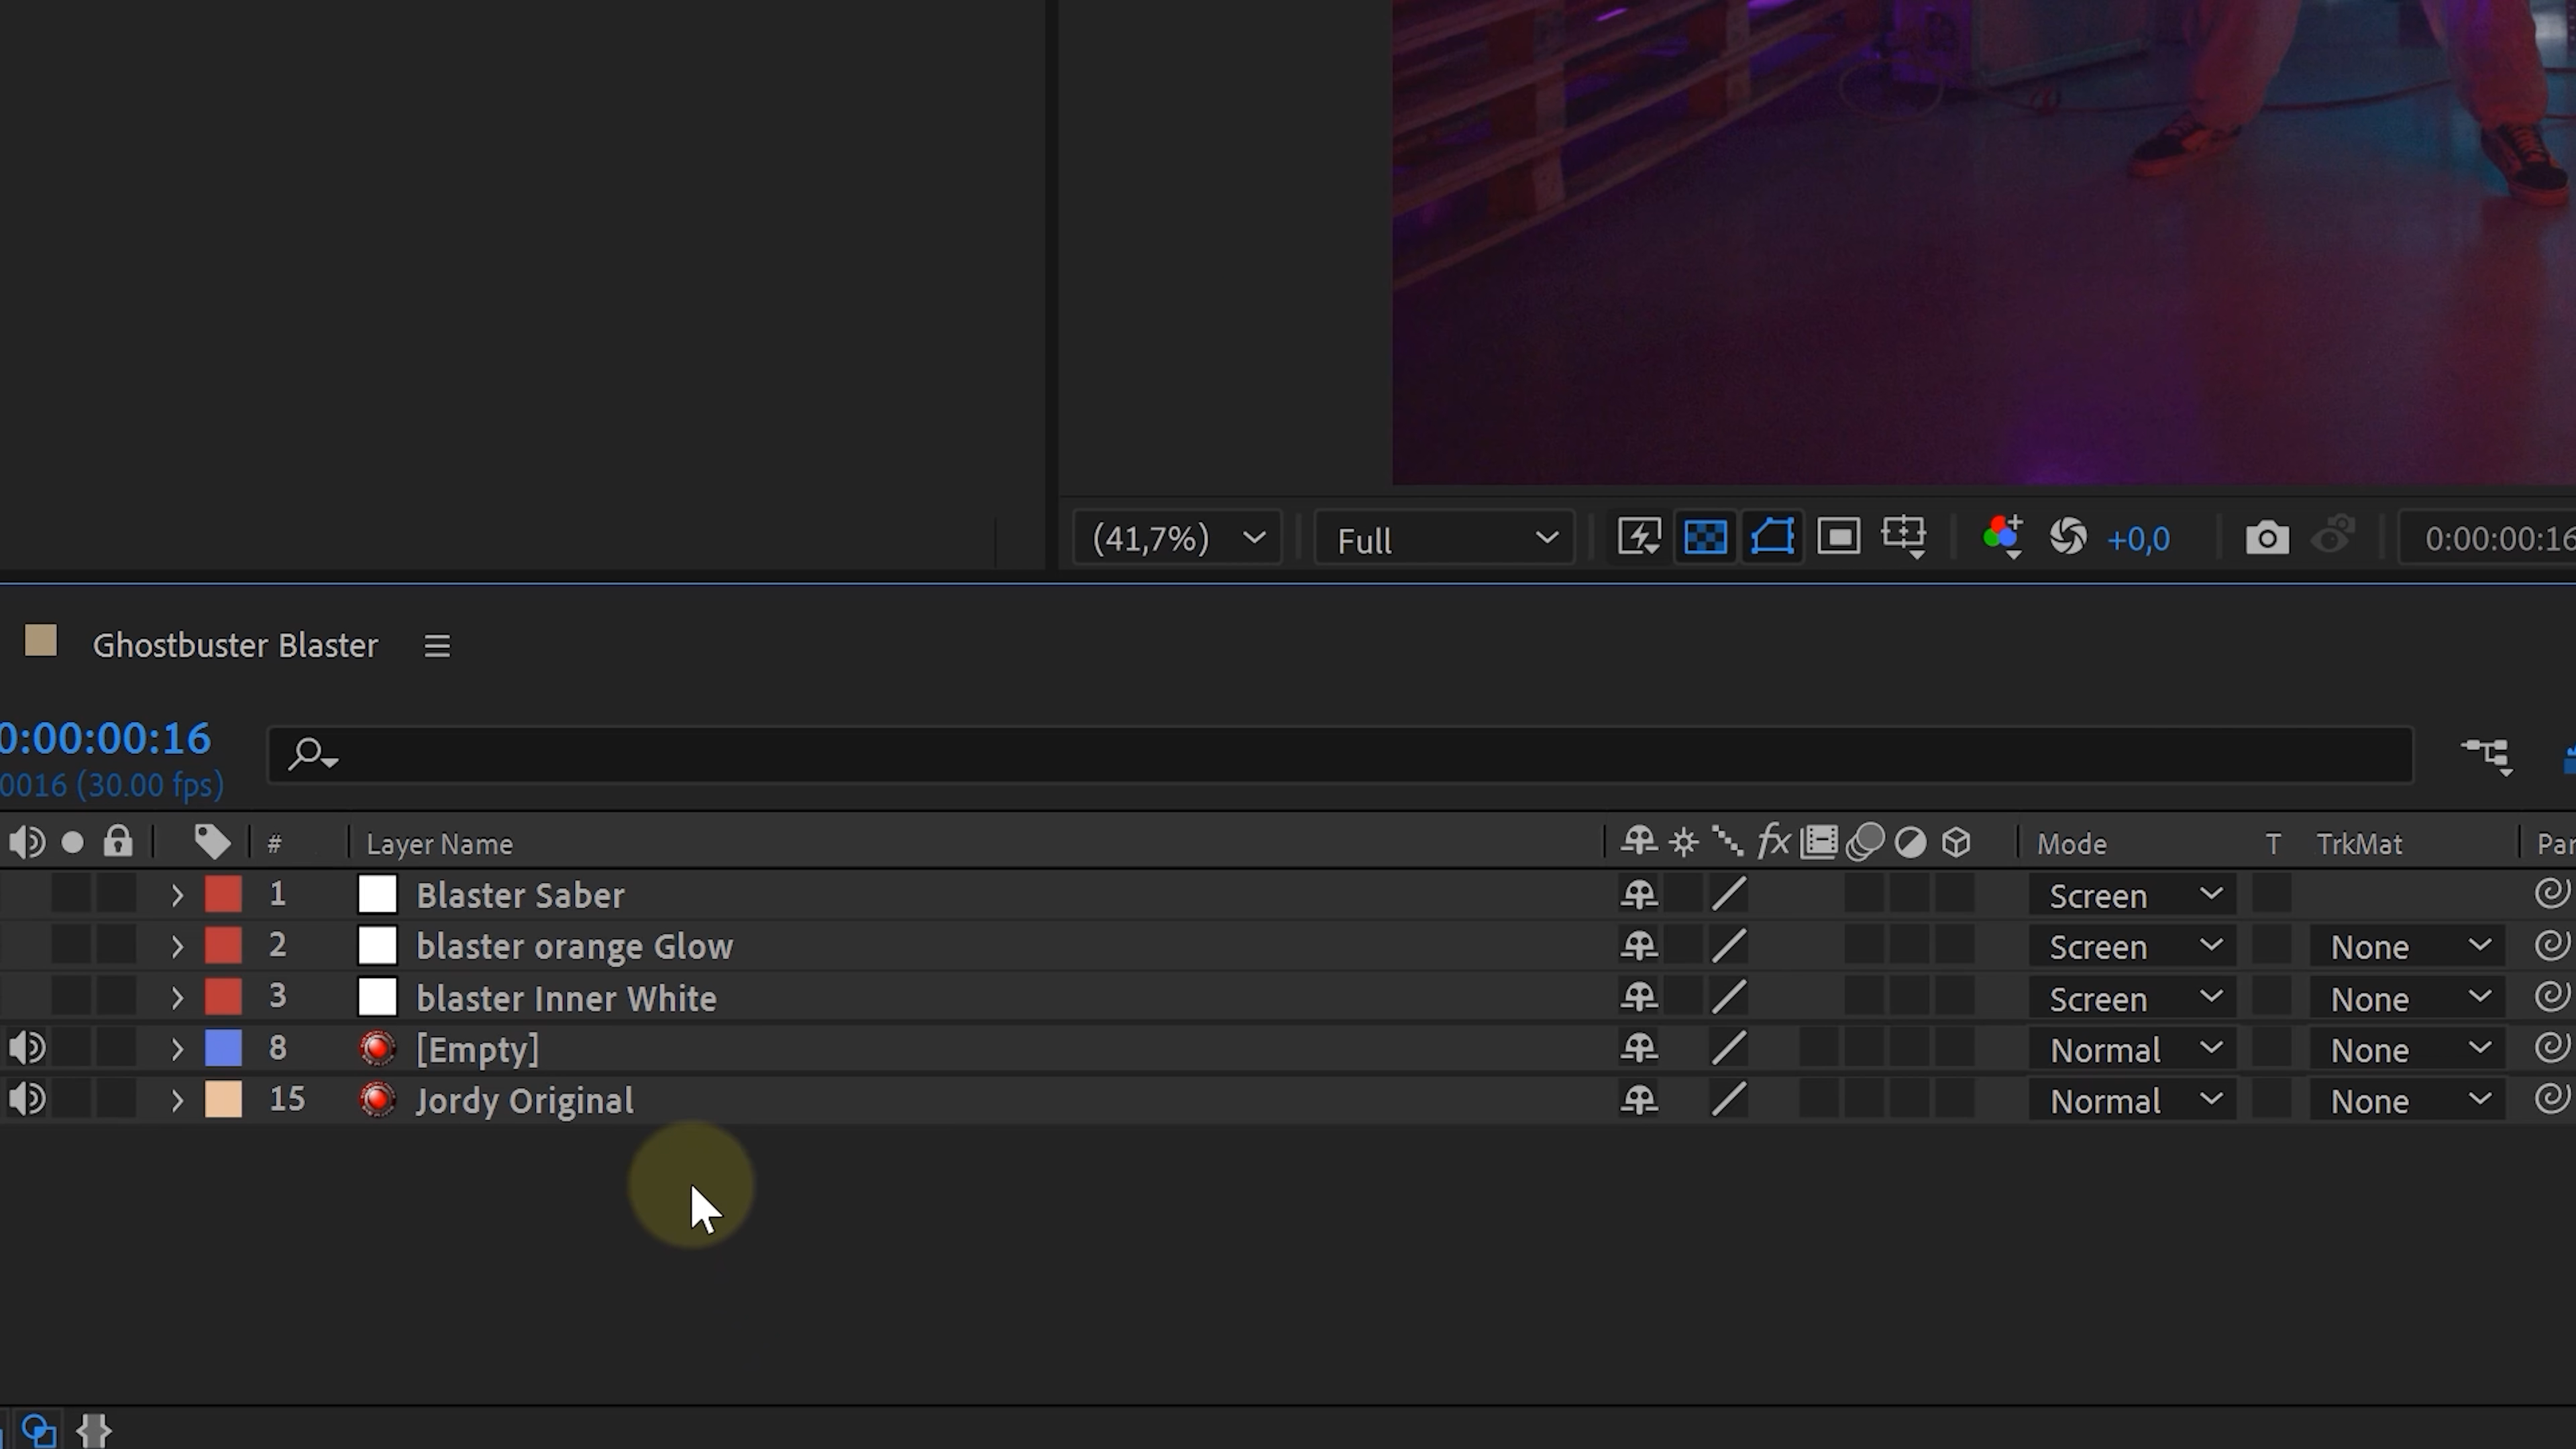 (41,7%) Full +0,0 0:00:00:16
Ghostbuster Blaster
0:00:00:16
0016 (30.00 fps)
# Layer Name fx Mode T TrkMat Par
1 Blaster Saber Screen
2 blaster orange Glow Screen None
3 blaster Inner White Screen None
8 [Empty] Normal None
15 Jordy Original Normal None